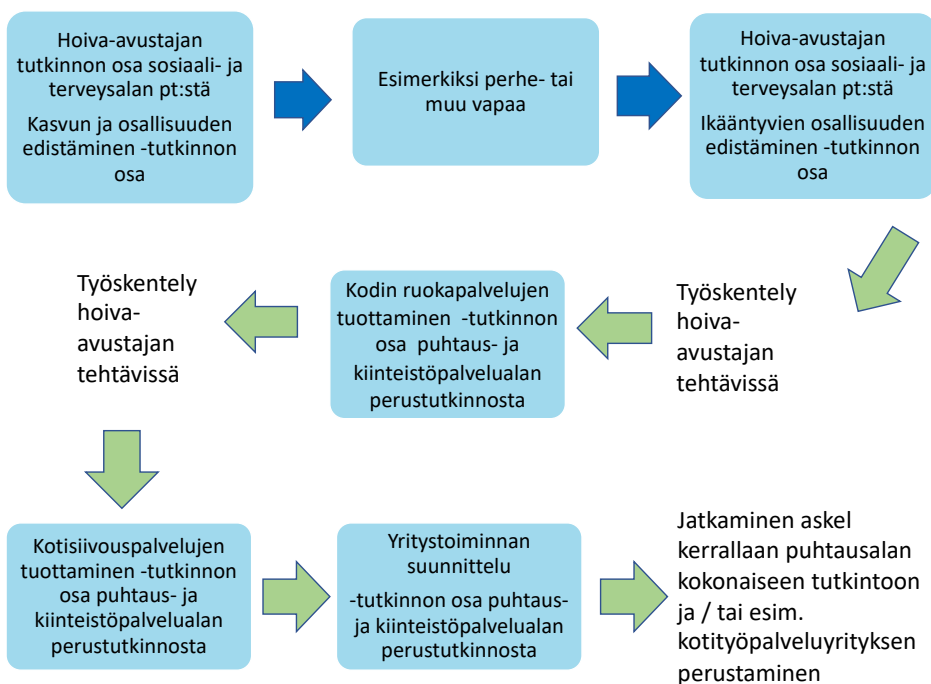 Hoiva-avustajan
tutkinnon osa sosiaali- ja
terveysalan pt:stä
Kasvun ja osallisuuden
edistäminen -tutkinnon
osa
Esimerkiksi perhe- tai
muu vapaa
Hoiva-avustajan
tutkinnon osa sosiaali- ja
terveysalan pt:stä
Ikääntyvien osallisuuden
edistäminen -tutkinnon
osa
Työskentely
hoiva-
avustajan
tehtävissä
Kodin ruokapalvelujen
tuottaminen -tutkinnon
osa puhtaus- ja
kiinteistöpalvelualan
perustutkinnosta
Työskentely
hoiva-
avustajan
tehtävissä
Kotisiivouspalvelujen
tuottaminen -tutkinnon
osa puhtaus- ja
kiinteistöpalvelualan
perustutkinnosta
Yritystoiminnan
suunnittelu
-tutkinnon osa puhtaus-
ja kiinteistöpalvelualan
perustutkinnosta
Jatkaminen askel
kerrallaan puhtausalan
kokonaiseen tutkintoon
ja / tai esim.
kotityöpalveluyrityksen
perustaminen